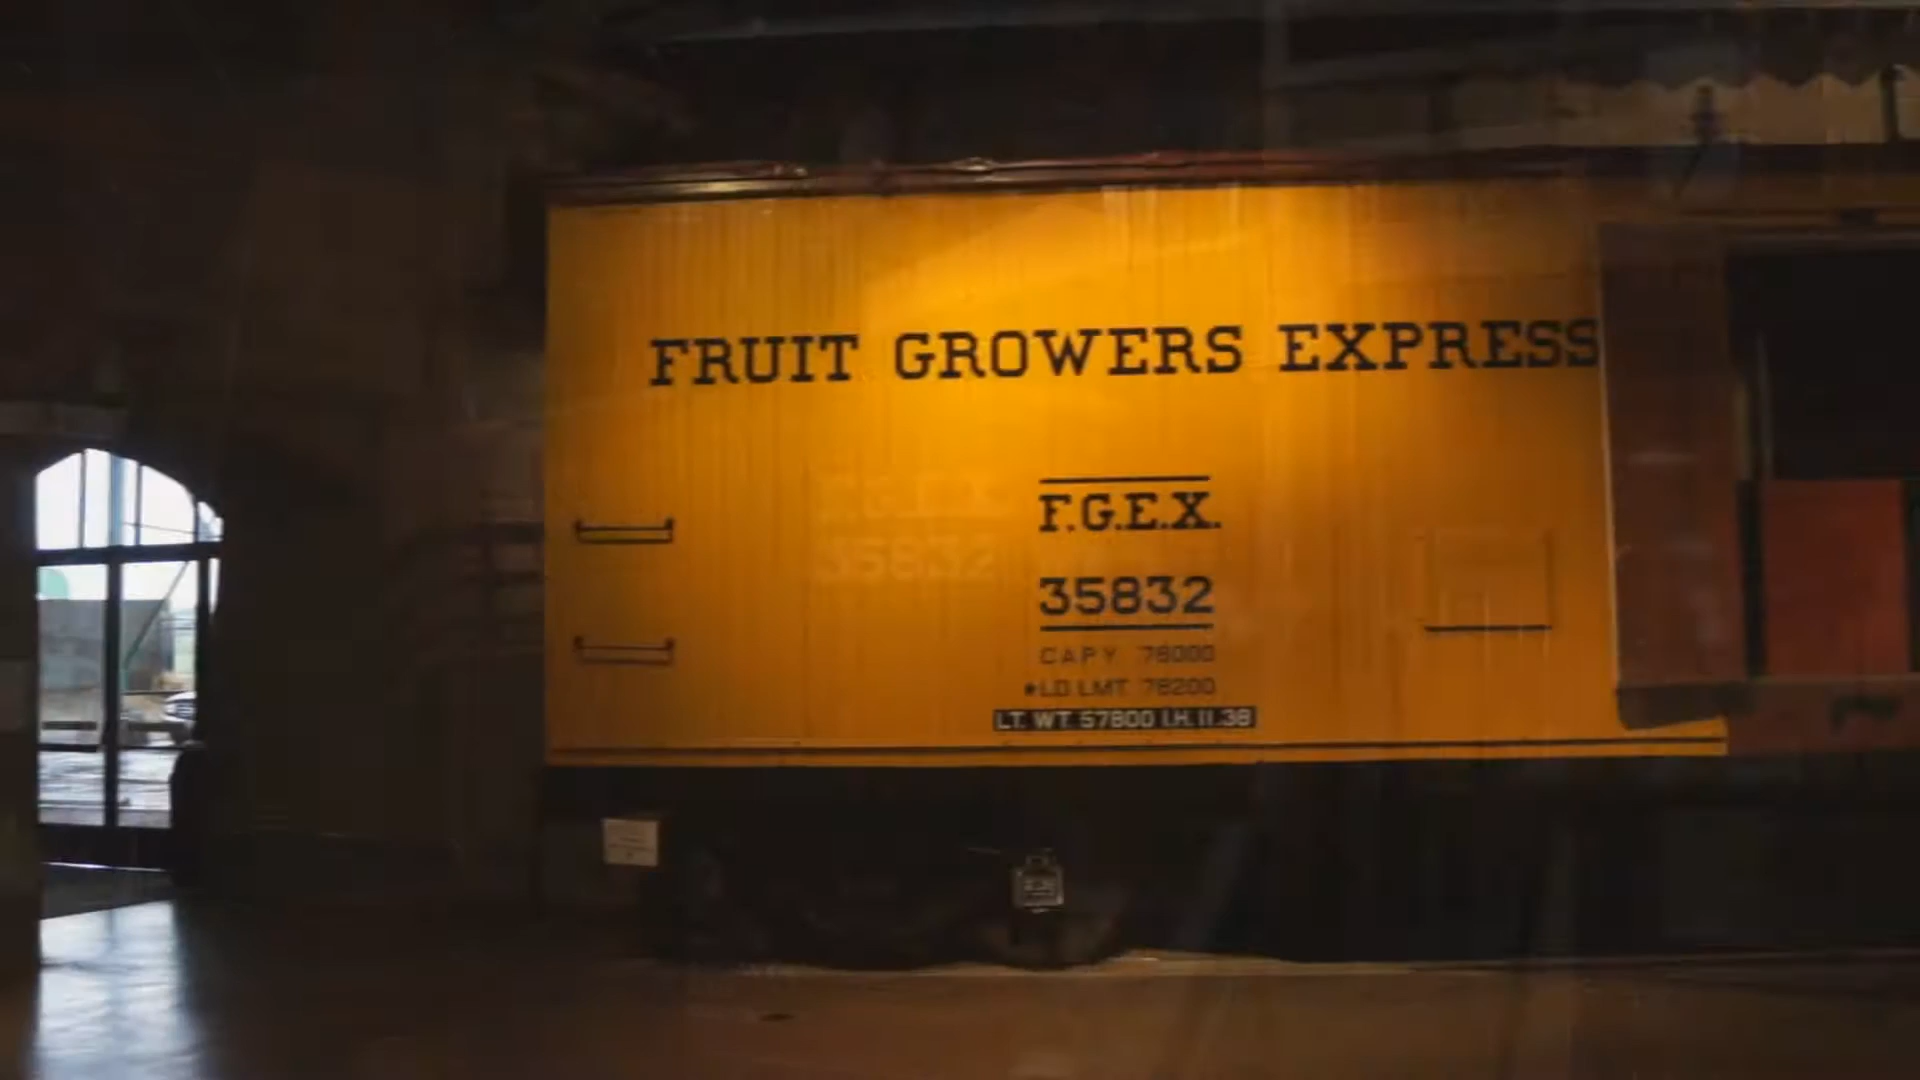 FRUIT GROWERS EXPRESS
F.G.E.X.
35832
CAPY 78000
*LD LMT 78200
LT. WT. 57800 I.H. 11.38